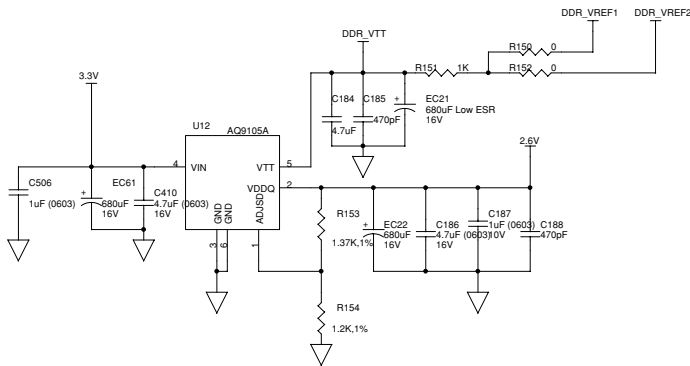 DDR_VREF1
DDR_VREF2
DDR_VTT
R150 0
R151 1K
R152 0
3.3V
C184
4.7uF
C185
470pF
EC21
680uF Low ESR
16V
U12
AQ9105A
2.6V
4 VIN
VTT 5
VDDQ 2
GND
GND
ADJSD
3
6
1
C506
1uF (0603)
EC61
680uF
16V
C410
4.7uF (0603)
16V
R153
1.37K,1%
EC22
680uF
16V
C186
4.7uF (0603)
16V
C187
1uF (0603)
10V
C188
470pF
R154
1.2K,1%